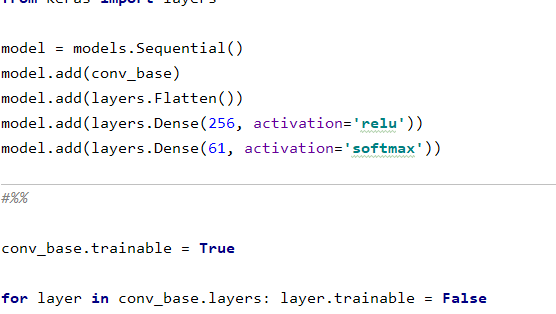 from keras import layers
model = models.Sequential()
model.add(conv_base)
model.add(layers.Flatten())
model.add(layers.Dense(256, activation='relu'))
model.add(layers.Dense(61, activation='softmax'))
#%%
conv_base.trainable = True
for layer in conv_base.layers: layer.trainable = False